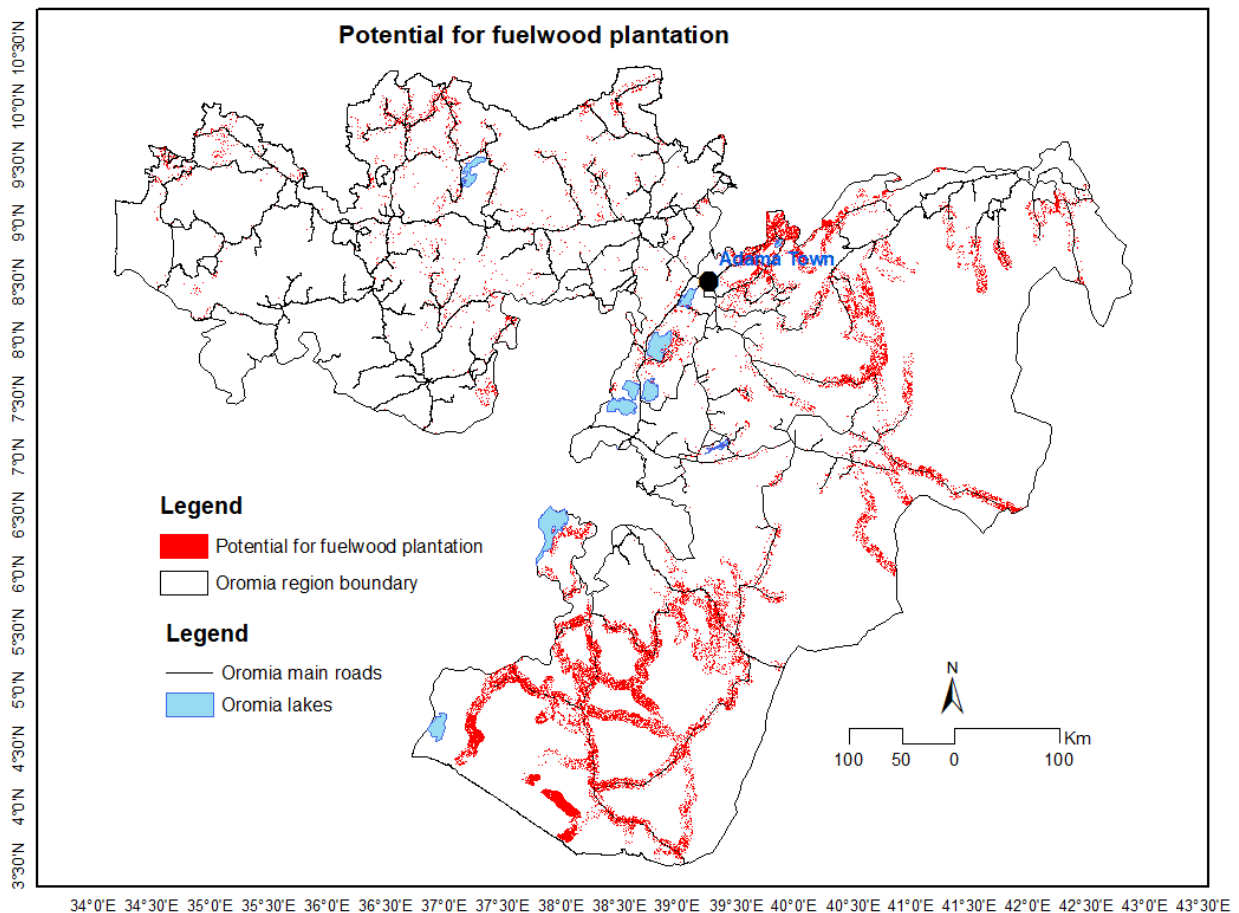 Potential for fuelwood plantation
10°30'N
10°0'N
9°30'N
9°0'N
8°30'N
8°0'N
7°30'N
7°0'N
6°30'N
6°0'N
5°30'N
5°0'N
4°30'N
4°0'N
3°30'N
Adama Town
Legend
Potential for fuelwood plantation
Oromia region boundary
Legend
Oromia main roads
Oromia lakes
N
Km
100 50 0 100
34°0'E 34°30'E 35°0'E 35°30'E 36°0'E 36°30'E 37°0'E 37°30'E 38°0'E 38°30'E 39°0'E 39°30'E 40°0'E 40°30'E 41°0'E 41°30'E 42°0'E 42°30'E 43°0'E 43°30'E